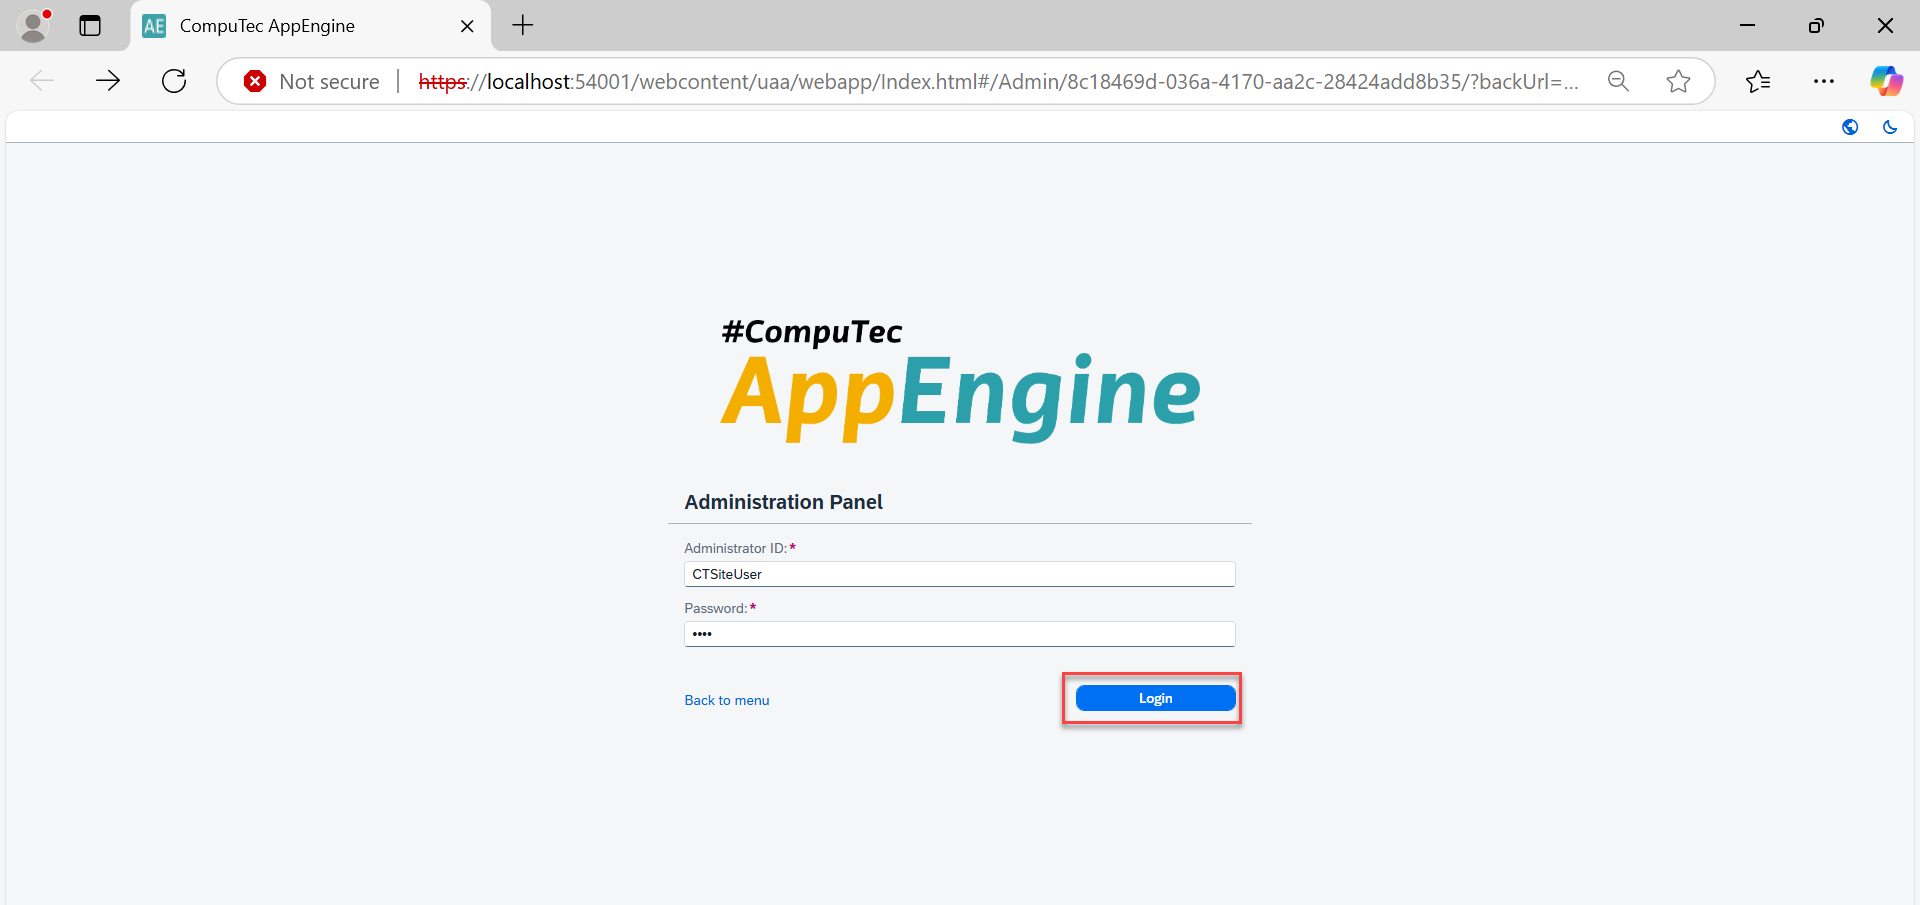 AE CompuTec AppEngine
Not secure https://localhost:54001/webcontent/uaa/webapp/Index.html#/Admin/8c18469d-036a-4170-aa2c-28424add8b35/?backUrl=...
#CompuTec
AppEngine
Administration Panel
Administrator ID:*
CTSiteUser
Password:*
••••
Back to menu
Login